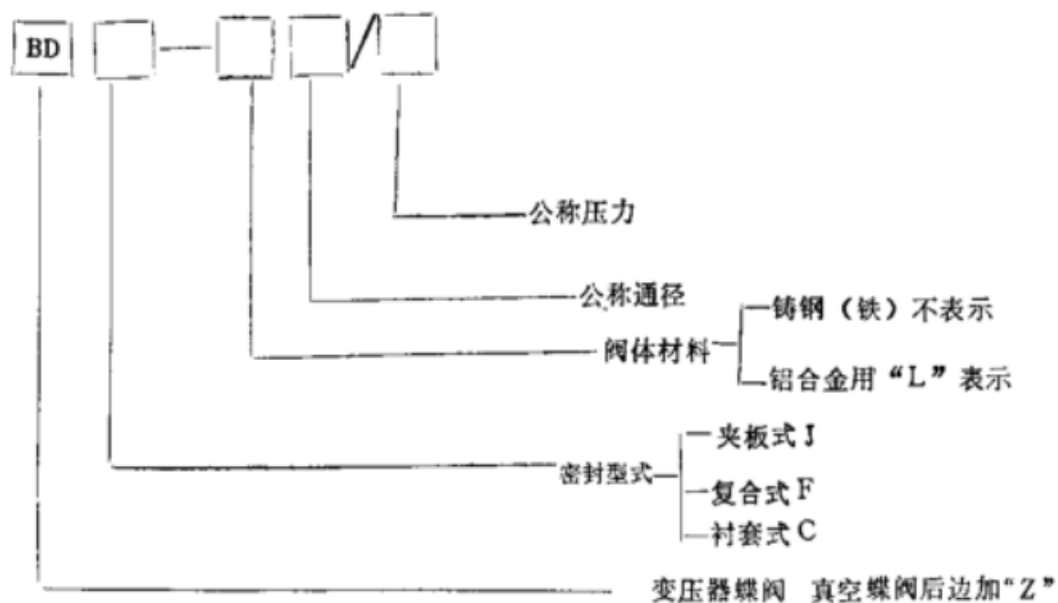 BD
公称压力
公称通径
铸钢（铁）不表示
阀体材料
铝合金用“L”表示
夹板式 J
密封型式
复合式 F
衬套式 C
变压器蝶阀 真空蝶阀后边加“Z”